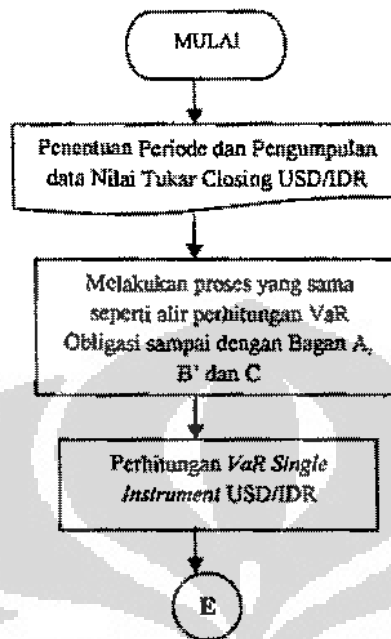 MULAI
Penentuan Periode dan Pengumpulan
data Nilai Tukar Closing USD/IDR
Melakukan proses yang sama
seperti alir perhitungan VaR
Obligasi sampai dengan Bagan A,
B' dan C
Perhitungan VaR Single
Instrument USD/IDR
E